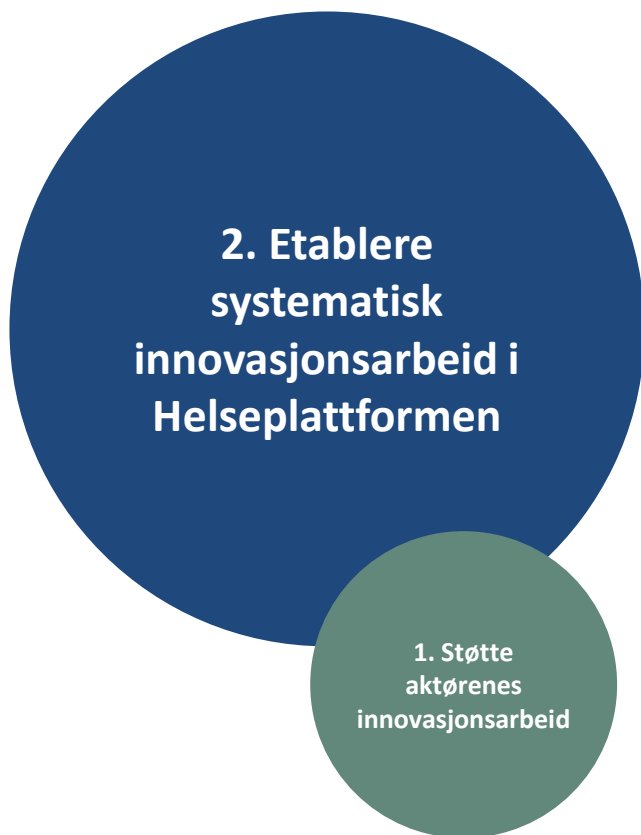 2. Etablere
systematisk
innovasjonsarbeid i
Helseplattformen
1. Støtte
aktørenes
innovasjonsarbeid